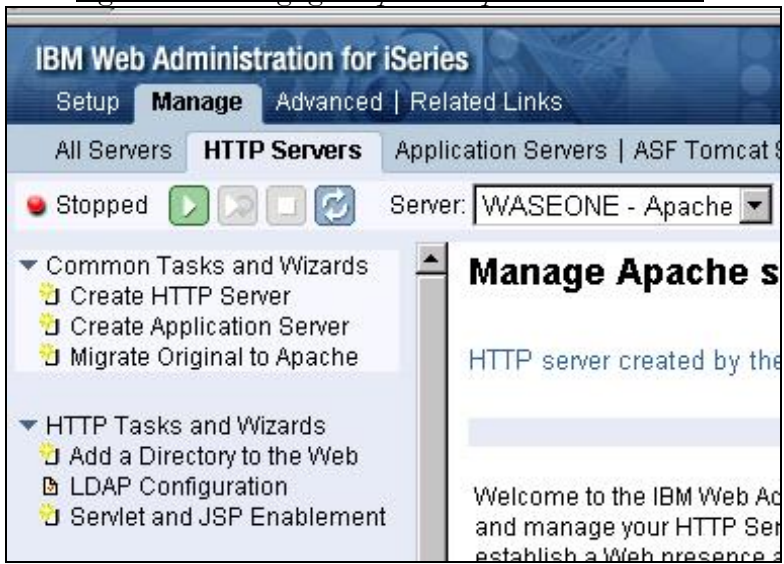 IBM Web Administration for iSeries
Setup Manage Advanced | Related Links
All Servers HTTP Servers Application Servers | ASF Tomcat
Stopped Server: WASEONE - Apache
Common Tasks and Wizards
Create HTTP Server
Create Application Server
Migrate Original to Apache
HTTP Tasks and Wizards
Add a Directory to the Web
LDAP Configuration
Servlet and JSP Enablement
Manage Apache s
HTTP server created by the
Welcome to the IBM Web Ad
and manage your HTTP Ser
establish a Web presence a